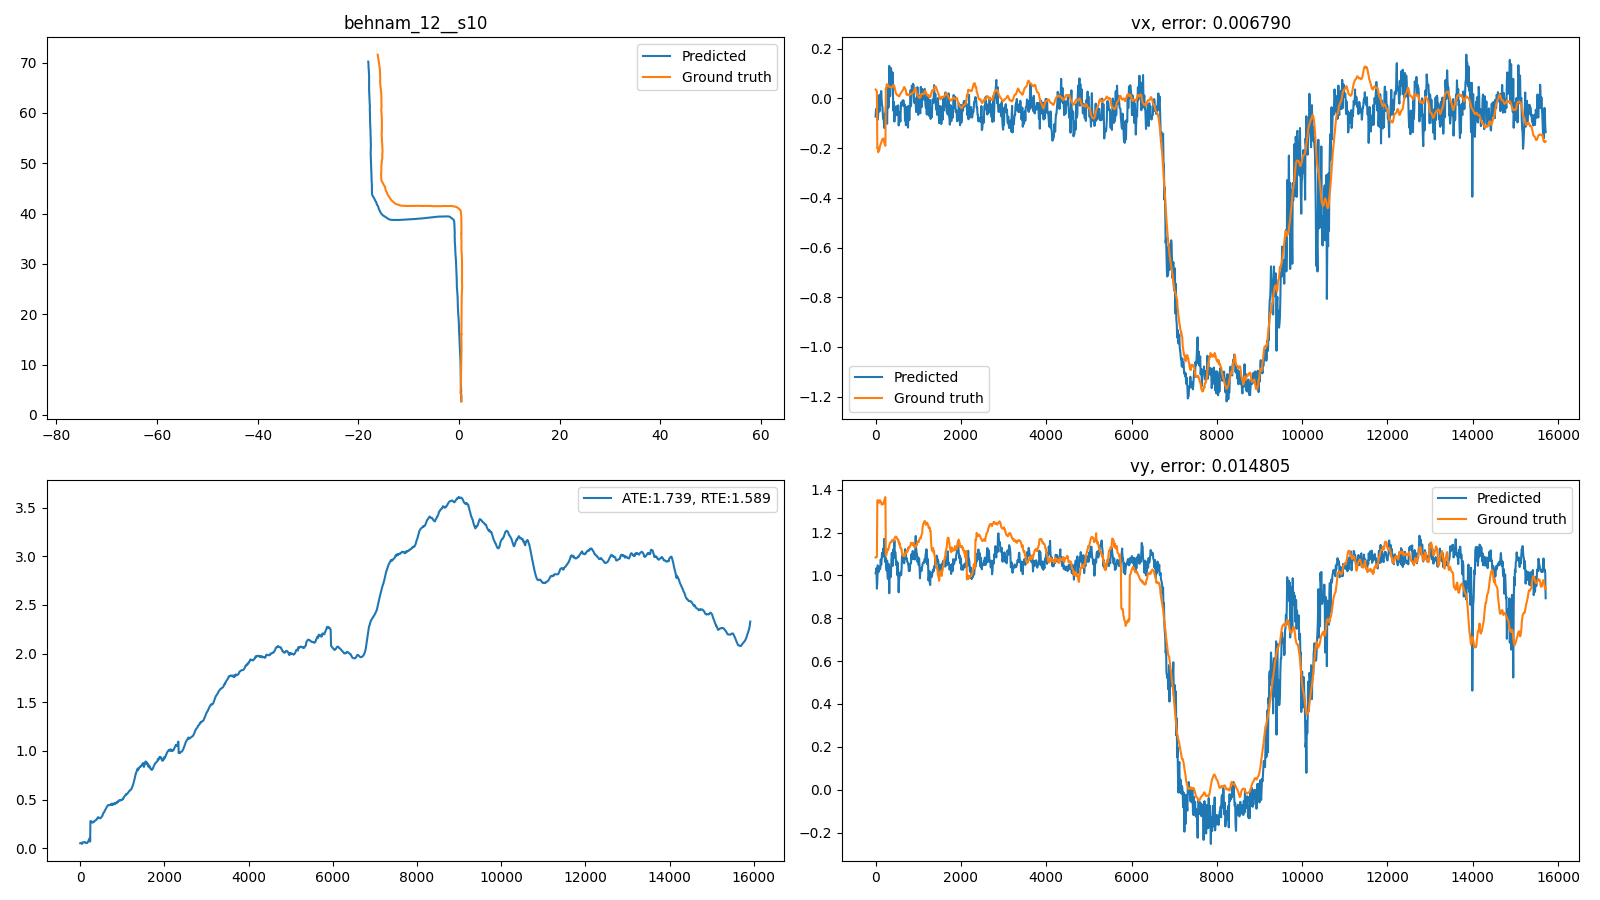 behnam_12__s10
70
60
50
40
30
20
10
0
−80 −60 −40 −20 0 20 40 60
Predicted
Ground truth
vx, error: 0.006790
0.2
0.0
−0.2
−0.4
−0.6
−0.8
−1.0
−1.2
0 2000 4000 6000 8000 10000 12000 14000 16000
Predicted
Ground truth
3.5
3.0
2.5
2.0
1.5
1.0
0.5
0.0
0 2000 4000 6000 8000 10000 12000 14000 16000
ATE:1.739, RTE:1.589
vy, error: 0.014805
1.4
1.2
1.0
0.8
0.6
0.4
0.2
0.0
−0.2
0 2000 4000 6000 8000 10000 12000 14000 16000
Predicted
Ground truth